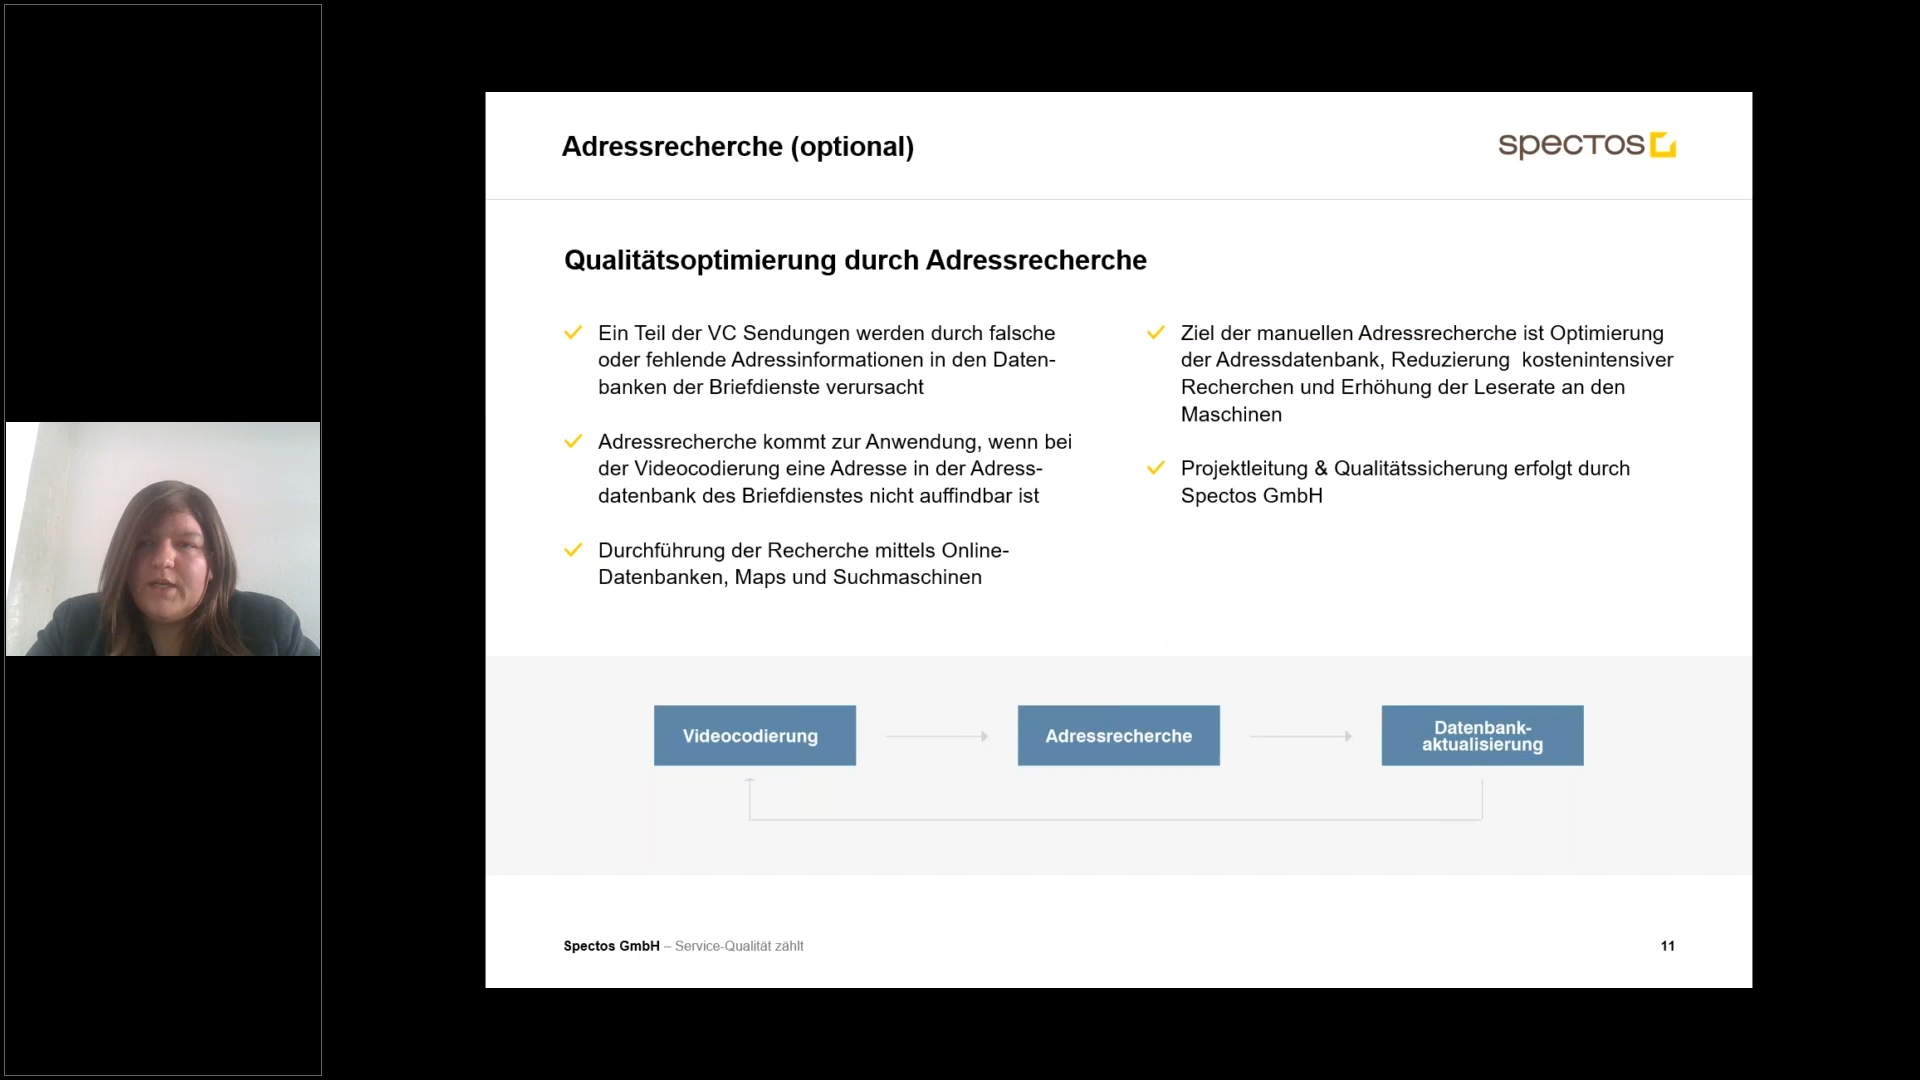 Adressrecherche (optional)
spectos
Qualitätsoptimierung durch Adressrecherche
Ein Teil der VC Sendungen werden durch falsche
oder fehlende Adressinformationen in den Daten-
banken der Briefdienste verursacht
Adressrecherche kommt zur Anwendung, wenn bei
der Videocodierung eine Adresse in der Adress-
datenbank des Briefdienstes nicht auffindbar ist
Durchführung der Recherche mittels Online-
Datenbanken, Maps und Suchmaschinen
Ziel der manuellen Adressrecherche ist Optimierung
der Adressdatenbank, Reduzierung  kostenintensiver
Recherchen und Erhöhung der Leserate an den
Maschinen
Projektleitung & Qualitätssicherung erfolgt durch
Spectos GmbH
Videocodierung
Adressrecherche
Datenbank-
aktualisierung
Spectos GmbH – Service-Qualität zählt
11